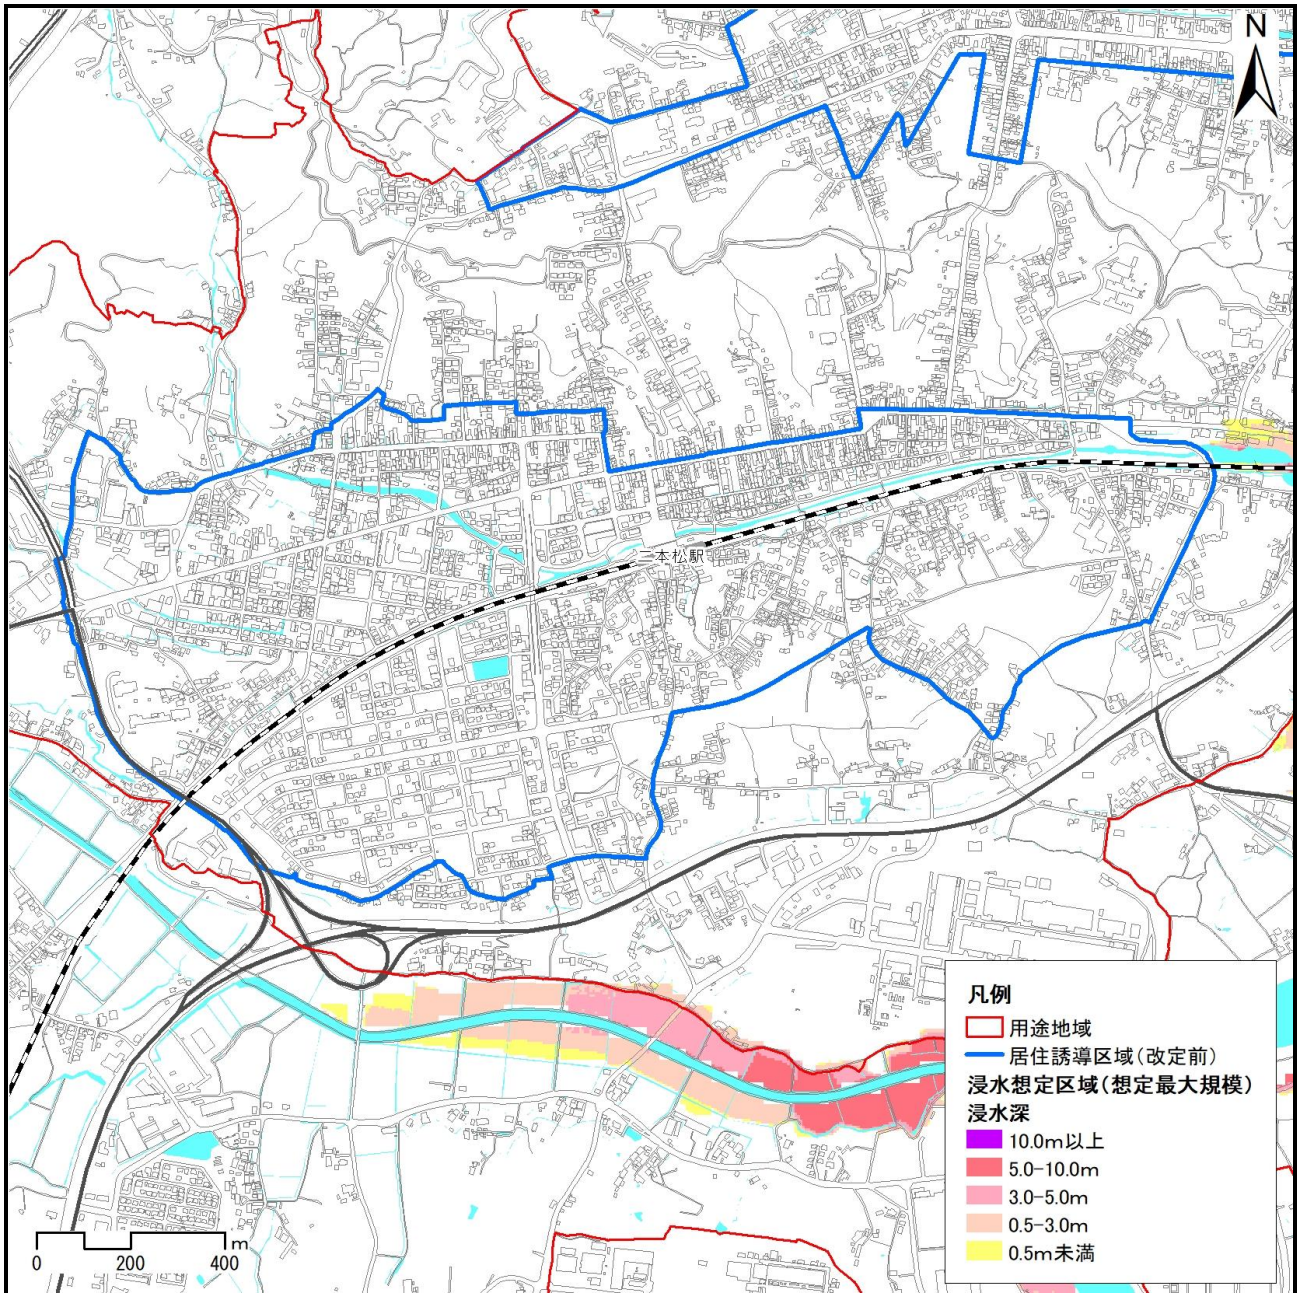 N
二本松駅
凡例
用途地域
居住誘導区域(改定前)
浸水想定区域(想定最大規模)
浸水深
10.0m以上
5.0-10.0m
3.0-5.0m
0.5-3.0m
0.5m未満
m
0 200 400